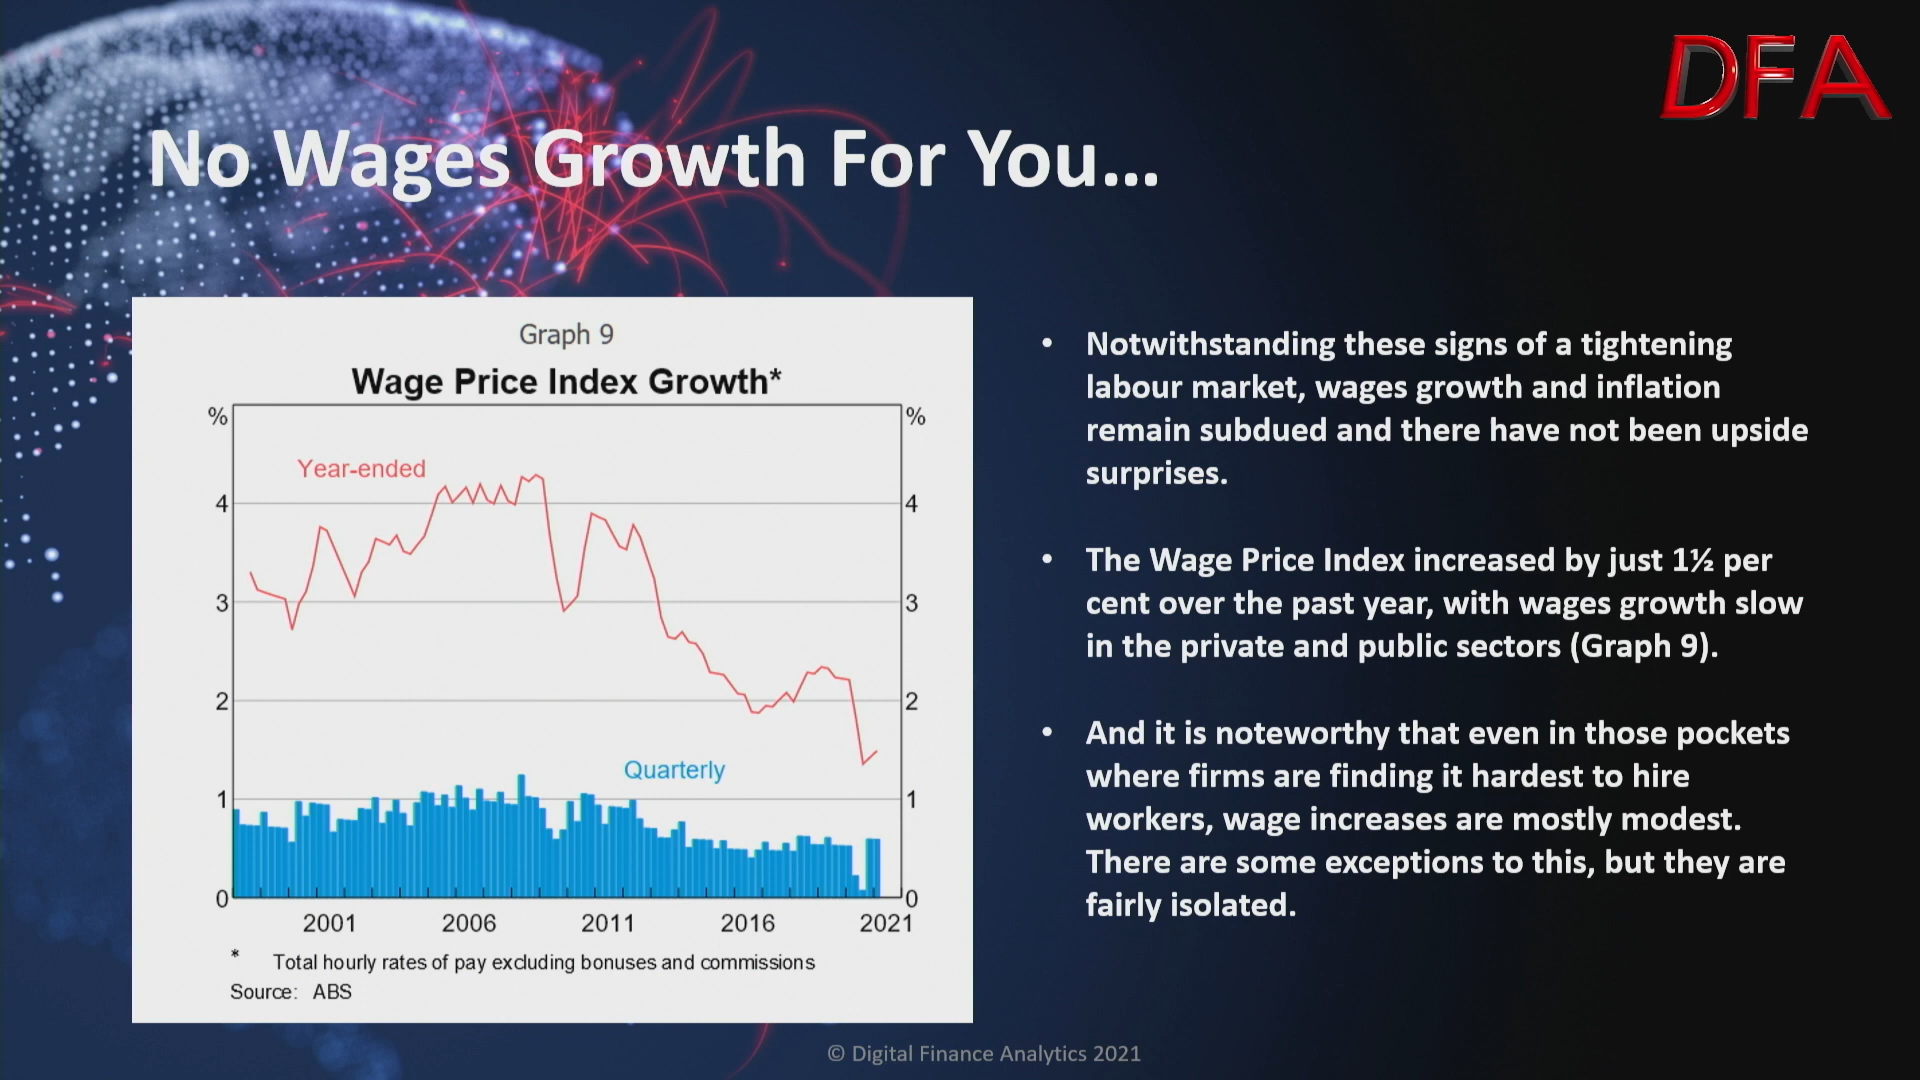 DFA
No Wages Growth For You...
Graph 9
Wage Price Index Growth*
% %
Year-ended
4 4
3 3
2 2
Quarterly
1 1
0 0
2001 2006 2011 2016 2021
* Total hourly rates of pay excluding bonuses and commissions
Source: ABS
• Notwithstanding these signs of a tightening
labour market, wages growth and inflation
remain subdued and there have not been upside
surprises.
• The Wage Price Index increased by just 1½ per
cent over the past year, with wages growth slow
in the private and public sectors (Graph 9).
• And it is noteworthy that even in those pockets
where firms are finding it hardest to hire
workers, wage increases are mostly modest.
There are some exceptions to this, but they are
fairly isolated.
© Digital Finance Analytics 2021